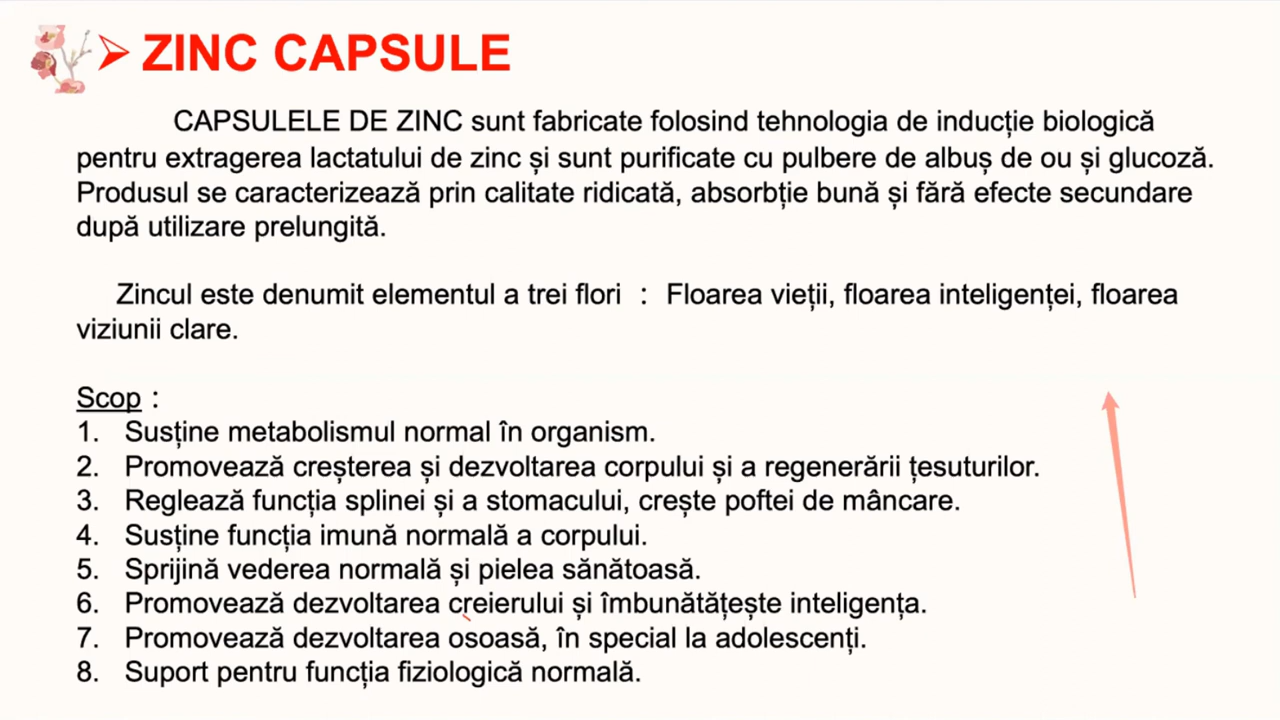 ZINC CAPSULE
CAPSULELE DE ZINC sunt fabricate folosind tehnologia de inducție biologică
pentru extragerea lactatului de zinc și sunt purificate cu pulbere de albuș de ou și glucoză.
Produsul se caracterizează prin calitate ridicată, absorbție bună și fără efecte secundare
după utilizare prelungită.
Zincul este denumit elementul a trei flori : Floarea vieții, floarea inteligenței, floarea
viziunii clare.
Scop :
1. Susține metabolismul normal în organism.
2. Promovează creșterea și dezvoltarea corpului și a regenerării țesuturilor.
3. Reglează funcția splinei și a stomacului, crește poftei de mâncare.
4. Susține funcția imună normală a corpului.
5. Sprijină vederea normală și pielea sănătoasă.
6. Promovează dezvoltarea creierului și îmbunătățește inteligența.
7. Promovează dezvoltarea osoasă, în special la adolescenți.
8. Suport pentru funcția fiziologică normală.